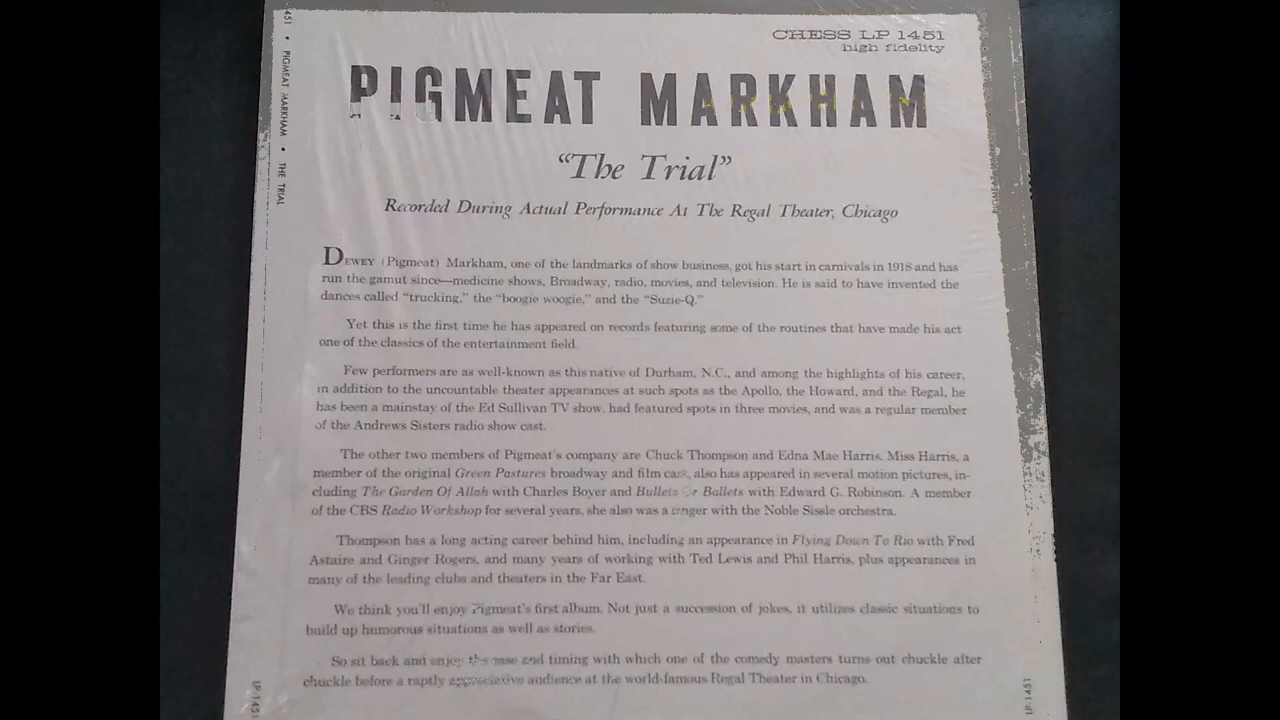 451 • PIGMEAT MARKHAM • THE TRIAL
CHESS LP 1451
high fidelity
PIGMEAT MARKHAM
“The Trial”
Recorded During Actual Performance At The Regal Theater, Chicago
DEWEY (Pigmeat) Markham, one of the landmarks of show business, got his start in carnivals in 1918 and has
run the gamut since—medicine shows, Broadway, radio, movies, and television. He is said to have invented the
dances called “trucking,” the “boogie woogie,” and the “Suzie-Q.”
Yet this is the first time he has appeared on records featuring some of the routines that have made his act
one of the classics of the entertainment field.
Few performers are as well-known as this native of Durham, N.C., and among the highlights of his career,
in addition to the uncountable theater appearances at such spots as the Apollo, the Howard, and the Regal, he
has been a mainstay of the Ed Sullivan TV show, had featured spots in three movies, and was a regular member
of the Andrews Sisters radio show cast.
The other two members of Pigmeat's company are Chuck Thompson and Edna Mae Harris. Miss Harris, a
member of the original Green Pastures broadway and film cast, also has appeared in several motion pictures, in-
cluding The Garden Of Allah with Charles Boyer and Bullets Or Ballets with Edward G. Robinson. A member
of the CBS Radio Workshop for several years, she also was a singer with the Noble Sissle orchestra.
Thompson has a long acting career behind him, including an appearance in Flying Down To Rio with Fred
Astaire and Ginger Rogers, and many years of working with Ted Lewis and Phil Harris, plus appearances in
many of the leading clubs and theaters in the Far East.
We think you'll enjoy Pigmeat's first album. Not just a succession of jokes, it utilizes classic situations to
build up humorous situations as well as stories.
So sit back and enjoy the ease and timing with which one of the comedy masters turns out chuckle after
chuckle before a raptly appreciative audience at the world-famous Regal Theater in Chicago.
LP-1451
LP-1451